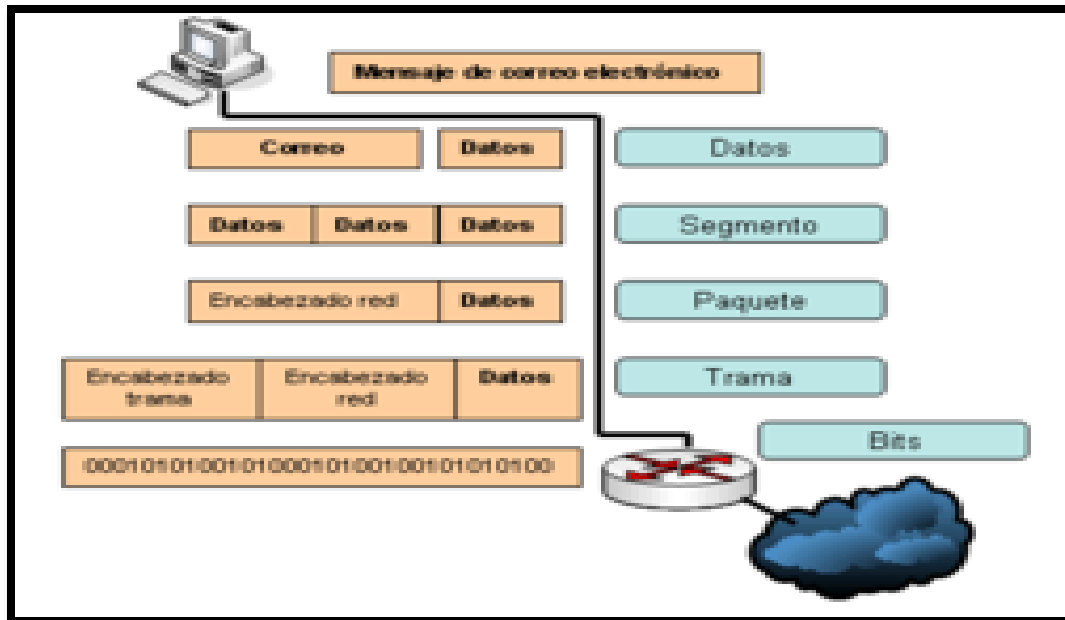 Mensaje de correo electrónico
Correo Datos Datos
Datos Datos Datos Segmento
Encabezado red Datos Paquete
Encabezado trama Encabezado red Datos Trama
Bits
0001010100101000101001001010100